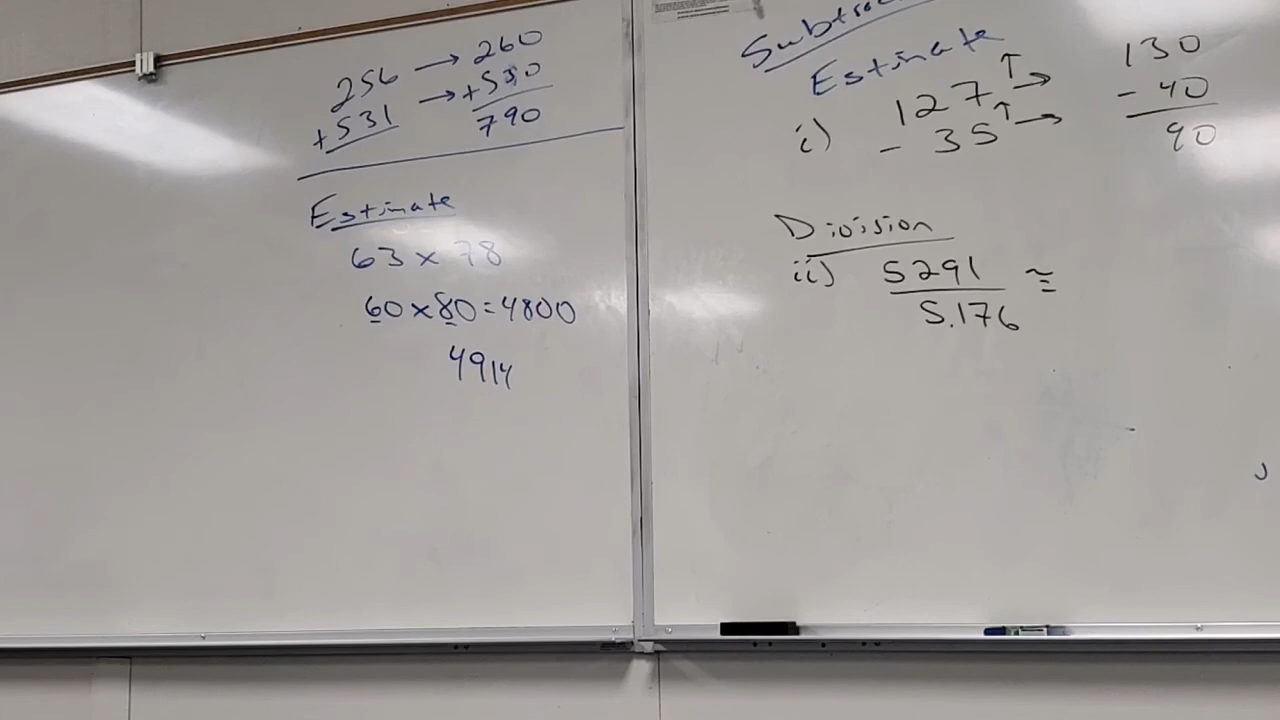 256 → 260
+531 → +530
790
Estimate
63 x 78
60 x 80 = 4800
4914
Estimate
i) 127 ↑ → 130
- 35 ↑ → - 40
90
Division
ii) 5291
5.176 ≅